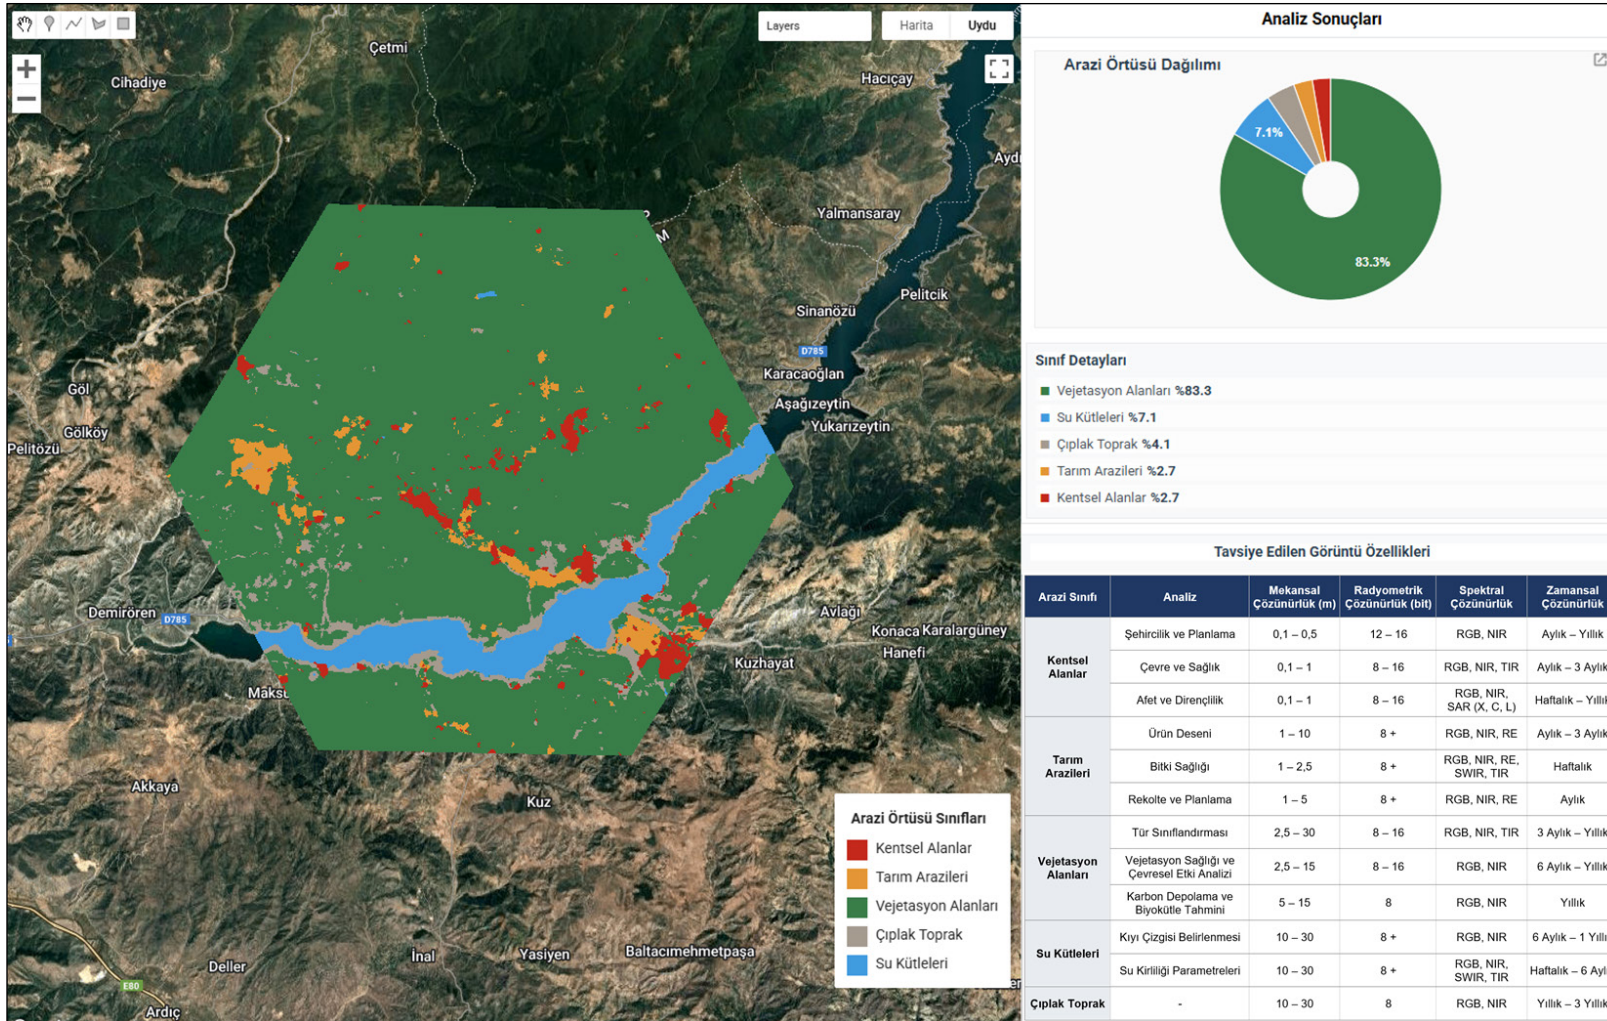 Layers
Harita
Uydu
Çetmi
Cihadiye
Hacıçay
Yalmansaray
Pelitcik
Sinanözü
D785
Karacaoğlan
Aşağızeytin
Yukarızeytin
Göl
Gölköy
Pelitözü
Demirören
D785
Avlağı
Konaca
Karalargüney
Hanefi
Kuzhayat
Maksu
Akkaya
Kuz
İnal
Yasiyen
Baltacımehmetpaşa
Deller
E80
Ardıç
Arazi Örtüsü Sınıfları
Kentsel Alanlar
Tarım Arazileri
Vejetasyon Alanları
Çıplak Toprak
Su Kütleleri
Analiz Sonuçları
Arazi Örtüsü Dağılımı
7.1%
83.3%
Sınıf Detayları
Vejetasyon Alanları %83.3
Su Kütleleri %7.1
Çıplak Toprak %4.1
Tarım Arazileri %2.7
Kentsel Alanlar %2.7
Tavsiye Edilen Görüntü Özellikleri
Arazi Sınıfı
Analiz
Mekansal
Çözünürlük (m)
Radyometrik
Çözünürlük (bit)
Spektral
Çözünürlük
Zamansal
Çözünürlük
Kentsel
Alanlar
Şehircilik ve Planlama
0,1 – 0,5
12 – 16
RGB, NIR
Aylık – Yıllık
Çevre ve Sağlık
0,1 – 1
8 – 16
RGB, NIR, TIR
Aylık – 3 Aylık
Afet ve Dirençlilik
0,1 – 1
8 – 16
RGB, NIR,
SAR (X, C, L)
Haftalık – Yıllık
Tarım
Arazileri
Ürün Deseni
1 – 10
8 +
RGB, NIR, RE
Aylık – 3 Aylık
Bitki Sağlığı
1 – 2,5
8 +
RGB, NIR, RE,
SWIR, TIR
Haftalık
Rekolte ve Planlama
1 – 5
8 +
RGB, NIR, RE
Aylık
Vejetasyon
Alanları
Tür Sınıflandırması
2,5 – 30
8 – 16
RGB, NIR, TIR
3 Aylık – Yıllık
Vejetasyon Sağlığı ve
Çevresel Etki Analizi
2,5 – 15
8 – 16
RGB, NIR
6 Aylık – Yıllık
Karbon Depolama ve
Biyokütle Tahmini
5 – 15
8
RGB, NIR
Yıllık
Su Kütleleri
Kıyı Çizgisi Belirlenmesi
10 – 30
8 +
RGB, NIR
6 Aylık – 1 Yıllı
Su Kirliliği Parametreleri
10 – 30
8 +
RGB, NIR,
SWIR, TIR
Haftalık – 6 Ayl
Çıplak Toprak
-
10 – 30
8
RGB, NIR
Yıllık – 3 Yıllık